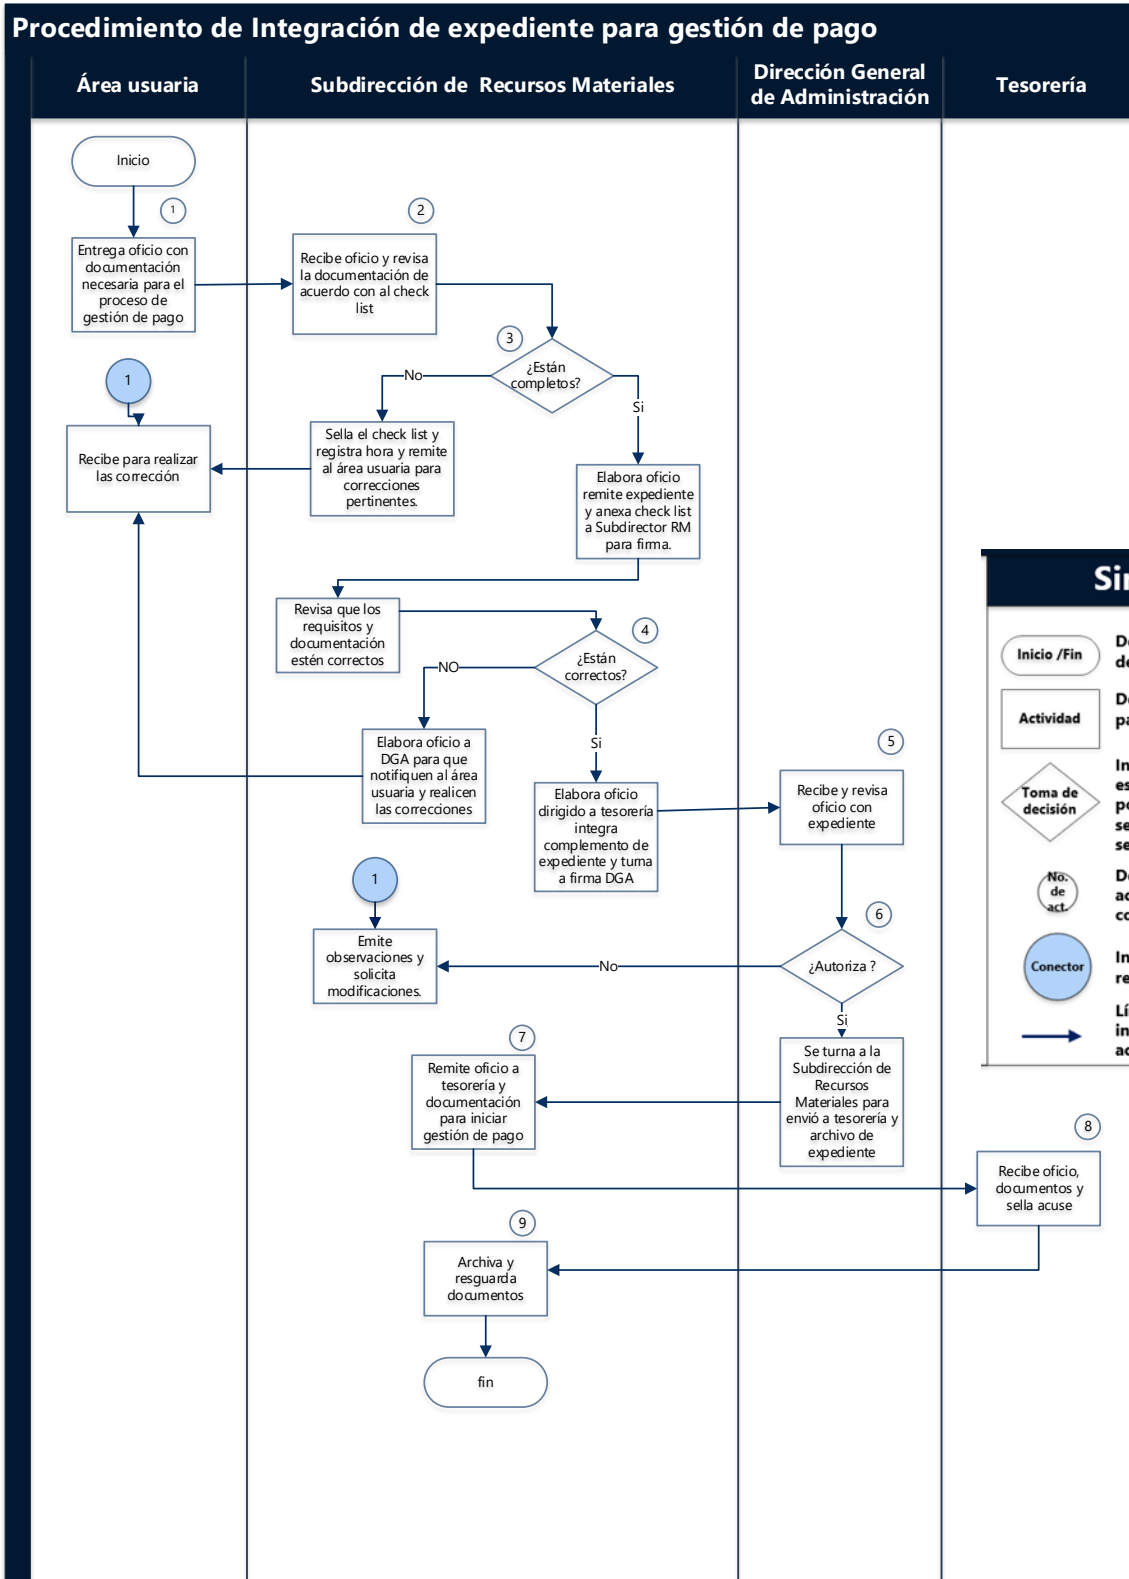 Procedimiento de Integración de expediente para gestión de pago
Área usuaria
Subdirección de Recursos Materiales
Dirección General
de Administración
Tesorería
Inicio
1
Entrega oficio con
documentación
necesaria para el
proceso de
gestión de pago
2
Recibe oficio y revisa
la documentación de
acuerdo con al check
list
3
¿Están
completos?
No
Si
1
Recibe para realizar
las corrección
Sella el check list y
registra hora y remite
al área usuaria para
correcciones
pertinentes.
Elabora oficio
remite expediente
y anexa check list
a Subdirector RM
para firma.
Revisa que los
requisitos y
documentación
estén correctos
4
¿Están
correctos?
NO
Si
Elabora oficio a
DGA para que
notifiquen al área
usuaria y realicen
las correcciones
Elabora oficio
dirigido a tesorería
integra
complemento de
expediente y turna
a firma DGA
5
Recibe y revisa
oficio con
expediente
1
Emite
observaciones y
solicita
modificaciones.
6
¿Autoriza ?
No
Si
7
Remite oficio a
tesorería y
documentación
para iniciar
gestión de pago
Se turna a la
Subdirección de
Recursos
Materiales para
envió a tesorería y
archivo de
expediente
8
Recibe oficio,
documentos y
sella acuse
9
Archiva y
resguarda
documentos
fin
Inicio /Fin
Actividad
Toma de
decisión
No.
de
act.
Conector